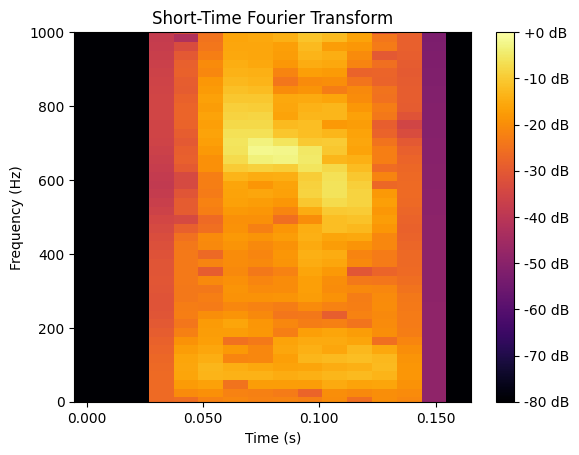 Short-Time Fourier Transform
1000
800
600
400
200
0
Frequency (Hz)
0.000
0.050
0.100
0.150
Time (s)
+0 dB
-10 dB
-20 dB
-30 dB
-40 dB
-50 dB
-60 dB
-70 dB
-80 dB